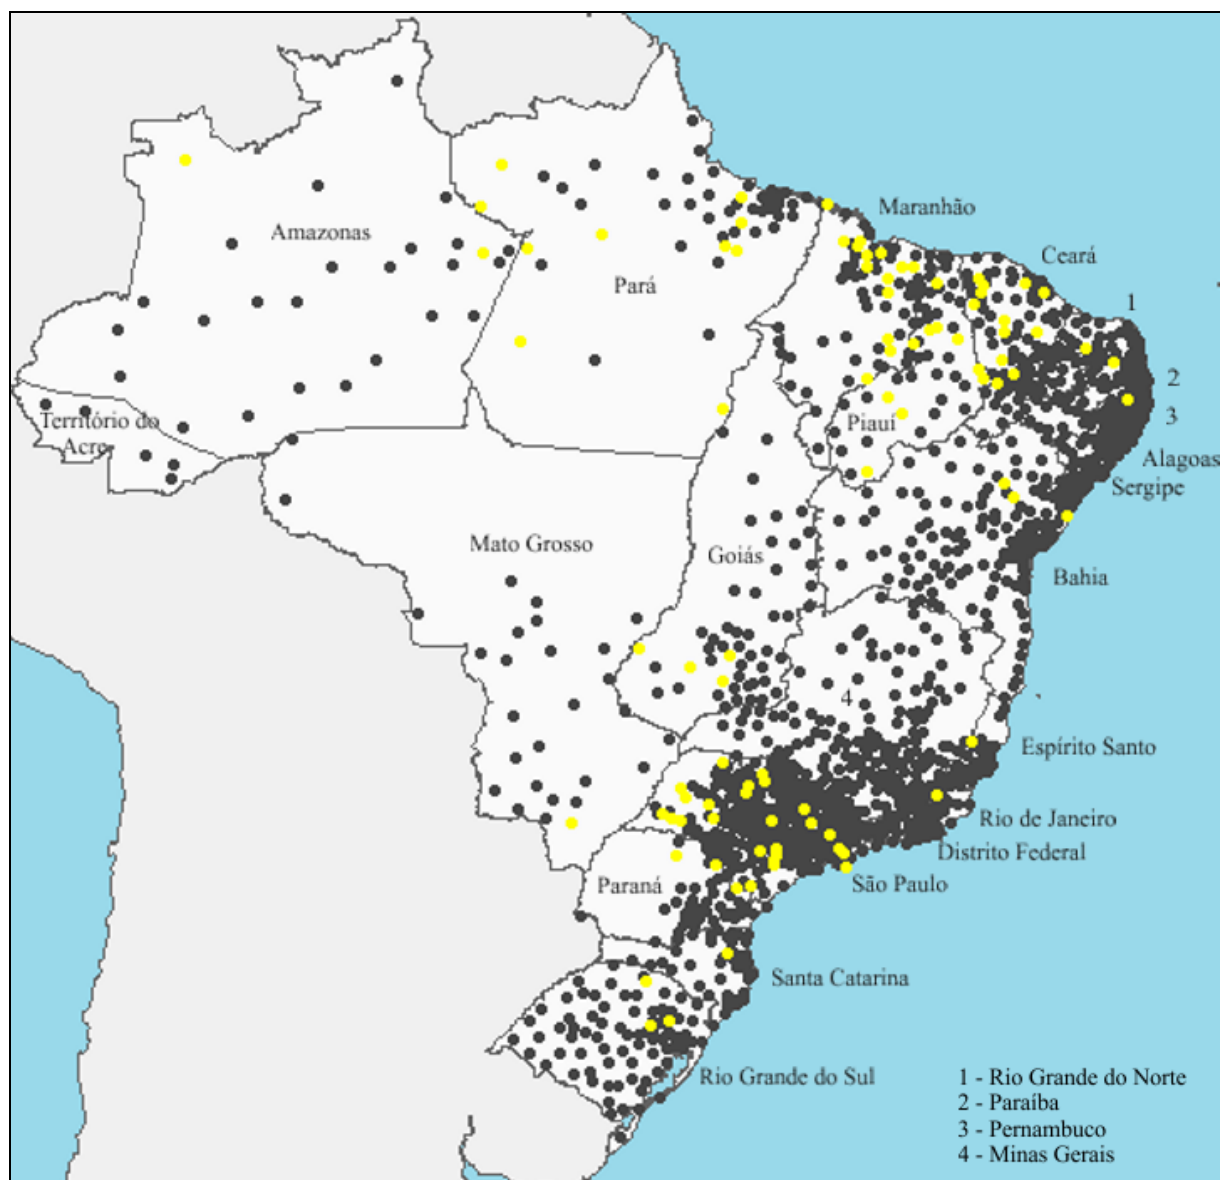 Maranhão
Amazonas
Ceará
Pará
1
2
3
Território do
Acre
Piauí
Alagoas
Sergipe
Mato Grosso
Goiás
Bahia
4
Espírito Santo
Rio de Janeiro
Distrito Federal
Paraná
São Paulo
Santa Catarina
Rio Grande do Sul
1 - Rio Grande do Norte
2 - Paraíba
3 - Pernambuco
4 - Minas Gerais